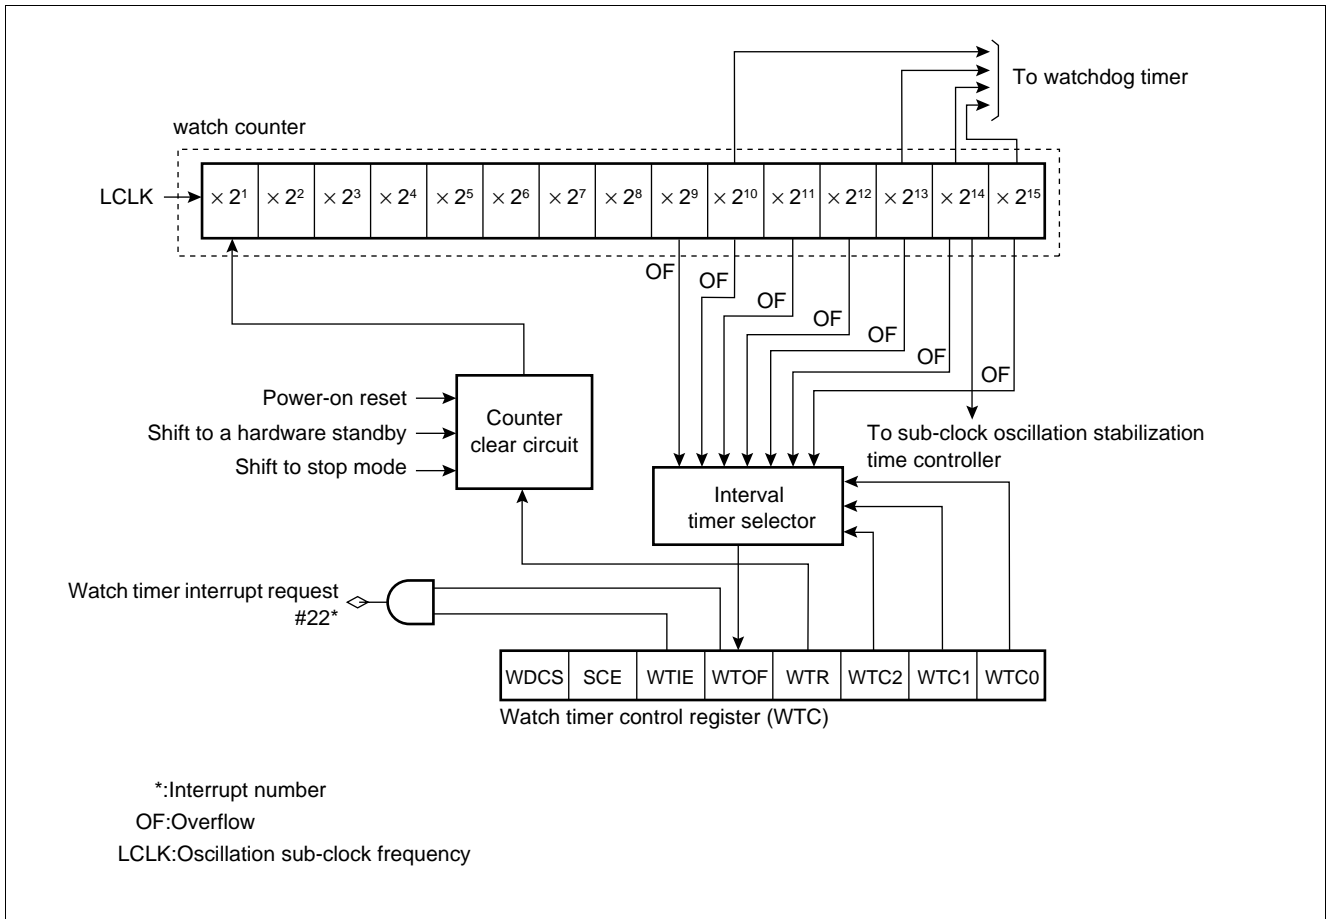 To watchdog timer
watch counter
LCLK
× 2¹ × 2² × 2³ × 2⁴ × 2⁵ × 2⁶ × 2⁷ × 2⁸ × 2⁹ × 2¹⁰ × 2¹¹ × 2¹² × 2¹³ × 2¹⁴ × 2¹⁵
OF
OF
OF
OF
OF
OF
OF
Power-on reset
Shift to a hardware standby
Shift to stop mode
Counter
clear circuit
To sub-clock oscillation stabilization
time controller
Interval
timer selector
Watch timer interrupt request
#22*
WDCS SCE WTIE WTOF WTR WTC2 WTC1 WTC0
Watch timer control register (WTC)
*:Interrupt number
OF:Overflow
LCLK:Oscillation sub-clock frequency